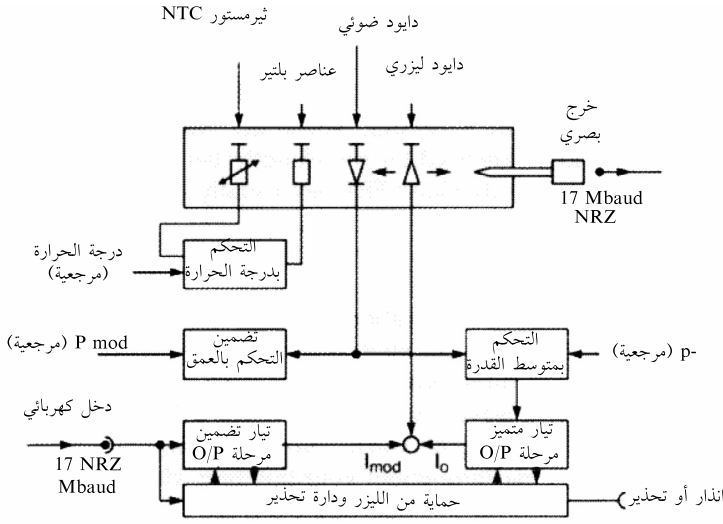 ثيرمستور NTC
دايود ضوئي
عناصر بلتير
دايود ليزري
خرج
بصري
17 Mbaud
NRZ
درجة الحرارة
(مرجعية)
التحكم
بدرجة الحرارة
P mod (مرجعية)
تضمين
التحكم بالعمق
التحكم
بمتوسط القدرة
p- (مرجعية)
دخل كهربائي
17 NRZ
Mbaud
تيار تضمين
مرحلة O/P
I mod
Io
تيار متميز
مرحلة O/P
حماية من الليزر ودارة تحذير
انذار أو تحذير